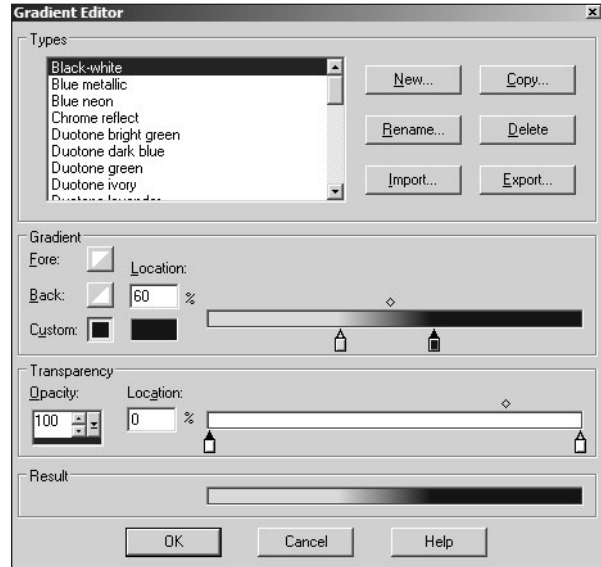 Gradient Editor
Types
Black-white
Blue metallic
Blue neon
Chrome reflect
Duotone bright green
Duotone dark blue
Duotone green
Duotone ivory
Duotone lavender
New... Copy...
Rename... Delete
Import... Export...
Gradient
Fore:
Location:
Back: 60 %
Custom:
Transparency
Opacity: Location:
100 0 %
Result
OK Cancel Help